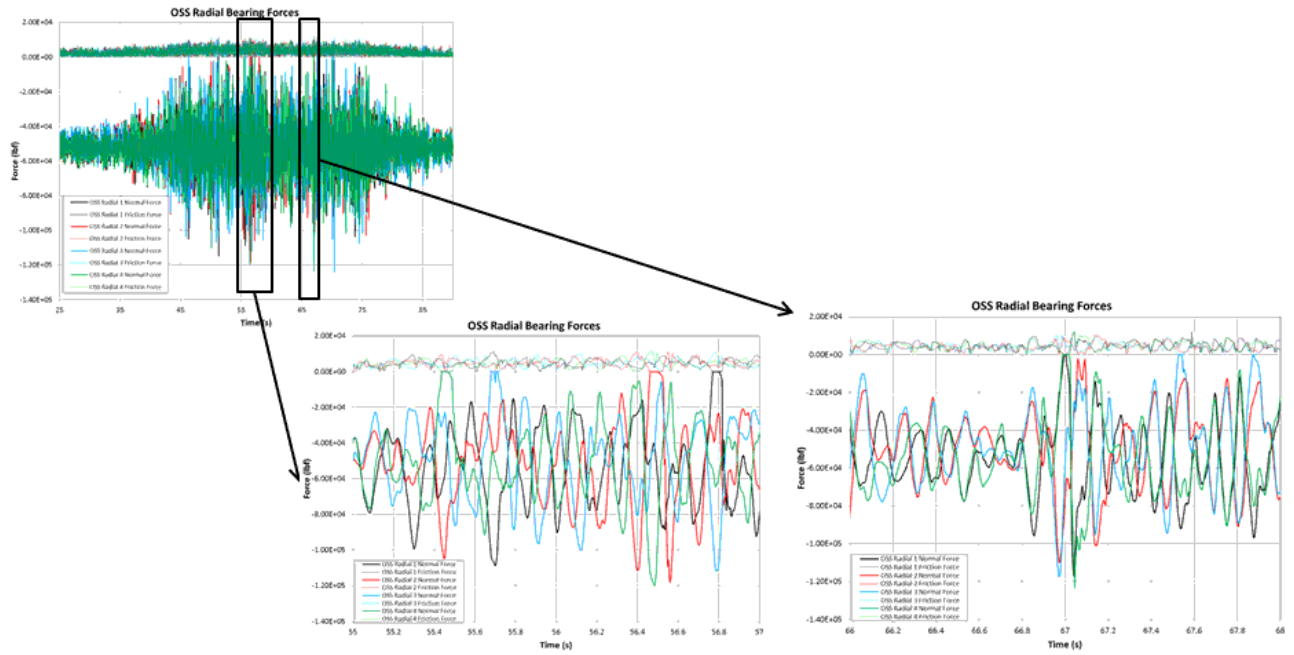 OSS Radial Bearing Forces
2.00E+04
0.00E+00
-2.00E+04
-4.00E+04
-6.00E+04
-8.00E+04
-1.00E+05
-1.20E+05
-1.40E+05
Force (lbf)
OSS Radial 1 Normal Force
OSS Radial 1 Friction Force
OSS Radial 2 Normal Force
OSS Radial 2 Friction Force
OSS Radial 3 Normal Force
OSS Radial 3 Friction Force
OSS Radial 4 Normal Force
OSS Radial 4 Friction Force
25 35 45 55 65 75 85
Time (s)
OSS Radial Bearing Forces
2.00E+04
0.00E+00
-2.00E+04
-4.00E+04
-6.00E+04
-8.00E+04
-1.00E+05
-1.20E+05
-1.40E+05
Force (lbf)
OSS Radial 1 Normal Force
OSS Radial 1 Friction Force
OSS Radial 2 Normal Force
OSS Radial 2 Friction Force
OSS Radial 3 Normal Force
OSS Radial 3 Friction Force
OSS Radial 4 Normal Force
OSS Radial 4 Friction Force
55 55.2 55.4 55.6 55.8 56 56.2 56.4 56.6 56.8 57
Time (s)
OSS Radial Bearing Forces
2.00E+04
0.00E+00
-2.00E+04
-4.00E+04
-6.00E+04
-8.00E+04
-1.00E+05
-1.20E+05
-1.40E+05
Force (lbf)
OSS Radial 1 Normal Force
OSS Radial 1 Friction Force
OSS Radial 2 Normal Force
OSS Radial 2 Friction Force
OSS Radial 3 Normal Force
OSS Radial 3 Friction Force
OSS Radial 4 Normal Force
OSS Radial 4 Friction Force
66 66.2 66.4 66.6 66.8 67 67.2 67.4 67.6 67.8 68
Time (s)